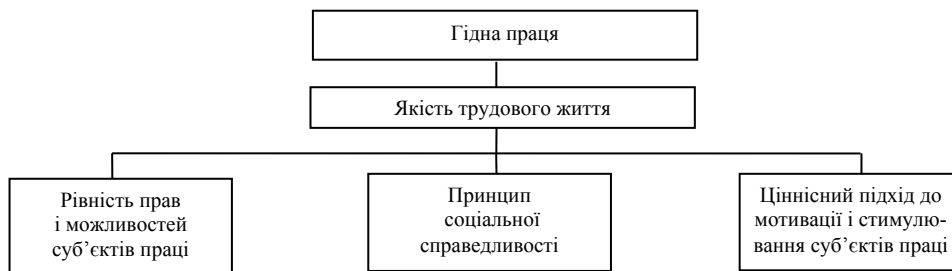 Гідна праця
Якість трудового життя
Рівність прав
і можливостей
суб’єктів праці
Принцип
соціальної
справедливості
Ціннісний підхід до
мотивації і стимулю-
вання суб’єктів праці